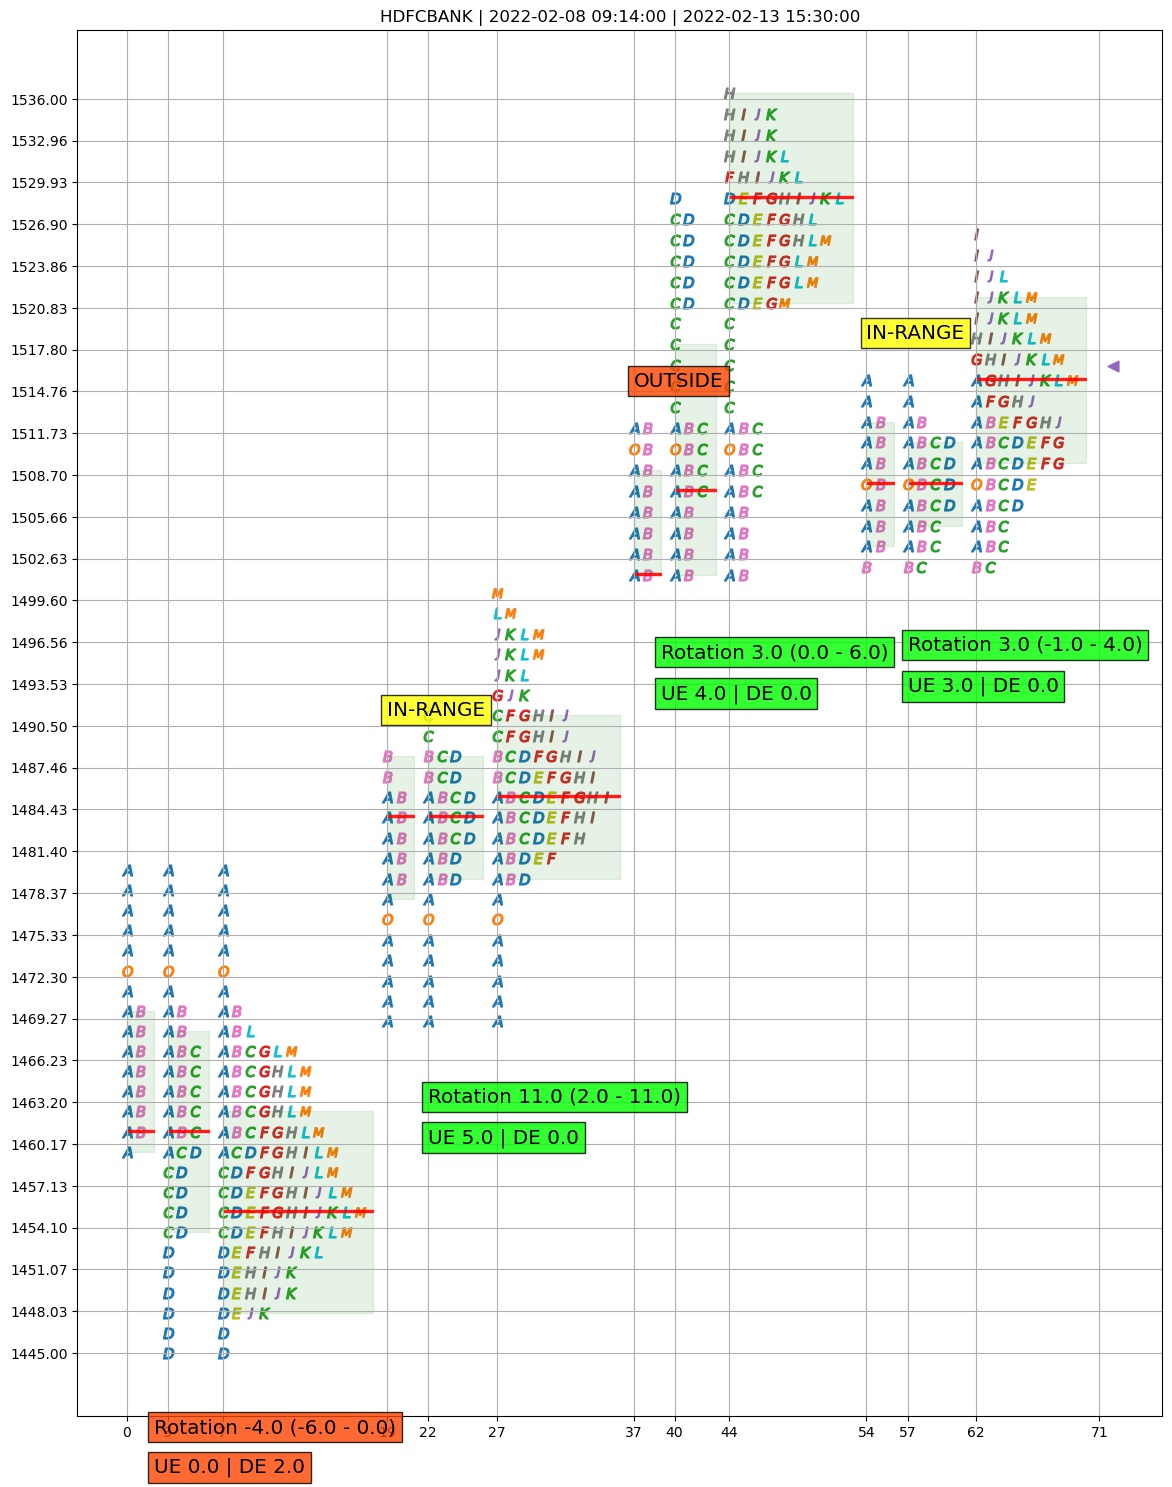 HDFCBANK | 2022-02-08 09:14:00 | 2022-02-13 15:30:00
H
1536.00
H I J K
H I J K
1532.96
H I J K L
F H I J K L
1529.93
D D E F G H I J K L
1526.90 C D C D E F G H L
I
C D C D E F G H L M
I J
1523.86 C D C D E F G L M
I J L
C D C D E F G L M
I J K L M
1520.83 C D C D E G M
I J K L M
C C
IN-RANGE
H I J K L M
1517.80 C C
G H I J K L M
C C
OUTSIDE
A A A G H I J K L M
1514.76 C C
A A A F G H J
C C
A B A B A B E F G H J
1511.73 A B A B C A B C
A B A B C D A B C D E F G
O B O B C O B C
A B A B C D A B C D E F G
1508.70 A B A B C A B C
O B O B C D O B C D E
A B A B C A B C
A B A B C D A B C D
1505.66 A B A B A B
A B A B C A B C
A B A B A B
A B A B C A B C
1502.63 A B A B A B
B B C B C
A B A B A B
1499.60 M
L M
1496.56 J K L M
Rotation 3.0 (-1.0 - 4.0)
Rotation 3.0 (0.0 - 6.0)
J K L M
J K L
1493.53
UE 3.0 | DE 0.0
UE 4.0 | DE 0.0
G J K
IN-RANGE
C C F G H I J
1490.50
C C F G H I J
B B C D B C D F G H I J
1487.46
B B C D B C D E F G H I
A B A B C D A B C D E F G H I
1484.43
A B A B C D A B C D E F H I
A B A B C D A B C D E F H
1481.40
A B A B D A B D E F
A A A
A B A B D A B D
1478.37 A A A
A A A
A A A
O O O
1475.33 A A A
A A A
A A A
A A A
1472.30 O O O
A A A
A A A
A A A
A B A B A B
1469.27 A A A
A B A B A B L
A B A B C A B C G L M
1466.23
A B A B C A B C G H L M
A B A B C A B C G H L M
Rotation 11.0 (2.0 - 11.0)
1463.20
A B A B C A B C G H L M
A B A B C A B C F G H L M
UE 5.0 | DE 0.0
1460.17
A A C D A C D F G H I L M
C D C D F G H I J L M
1457.13
C D C D E F G H I J L M
C D C D E F G H I J K L M
1454.10
C D C D E F H I J K L M
D D E F H I J K L
1451.07 D D E H I J K
D D E H I J K
1448.03 D D E J K
D D
1445.00 D D
Rotation -4.0 (-6.0 - 0.0)
0 3 7 19 22 27 37 40 44 54 57 62 71
UE 0.0 | DE 2.0